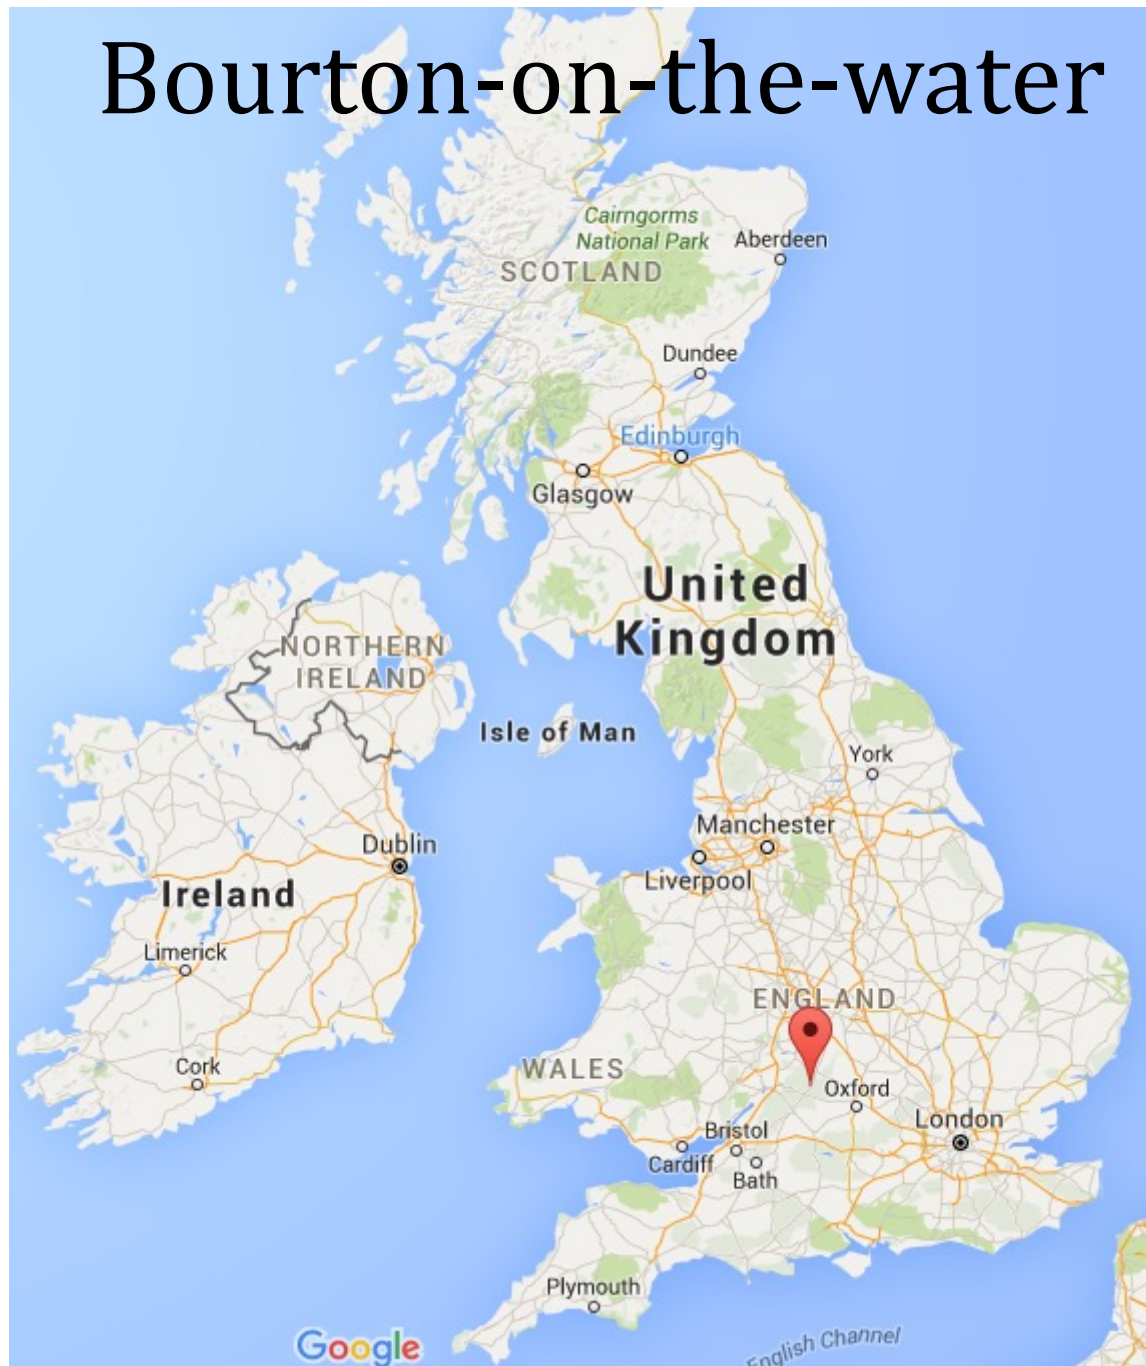 Bourton-on-the-water
Cairngorms
National Park
Aberdeen
SCOTLAND
Dundee
Edinburgh
Glasgow
United
Kingdom
NORTHERN
IRELAND
Isle of Man
York
Manchester
Dublin
Liverpool
Ireland
Limerick
ENGLAND
Cork
WALES
Oxford
London
Bristol
Cardiff
Bath
Plymouth
Google
English Channel